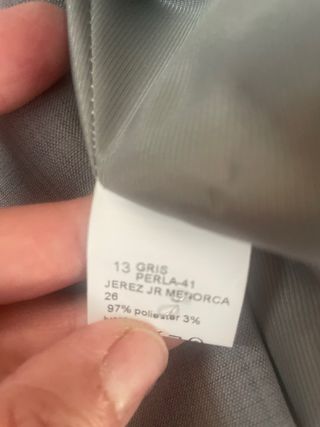 13 GRIS
PERLA-41
JEREZ JR MENORCA
26
97% poliester 3%